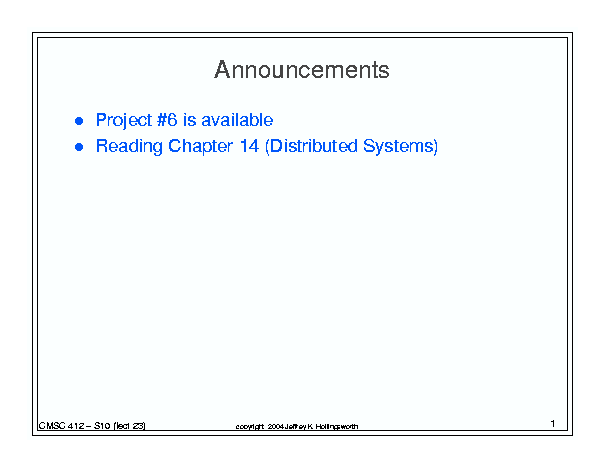 Announcements
● Project #6 is available
● Reading Chapter 14 (Distributed Systems)
CMSC 412 – S10 (lect 23)
copyright 2004 Jeffrey K. Hollingsworth
1